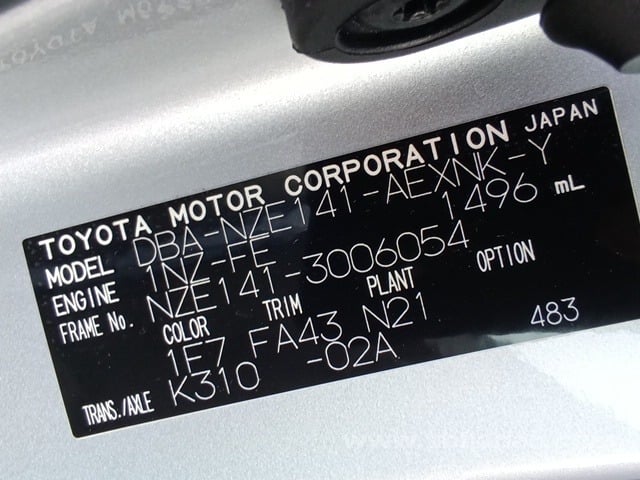 TOYOTA MOTOR CORPORATION JAPAN
MODEL DBA-NZE141-AEXNK-Y
ENGINE 1NZ-FE 1496 mL
FRAME No. NZE141-3006054
COLOR TRIM PLANT OPTION
1E7 FA43 N21 483
TRANS./AXLE K310 -02A